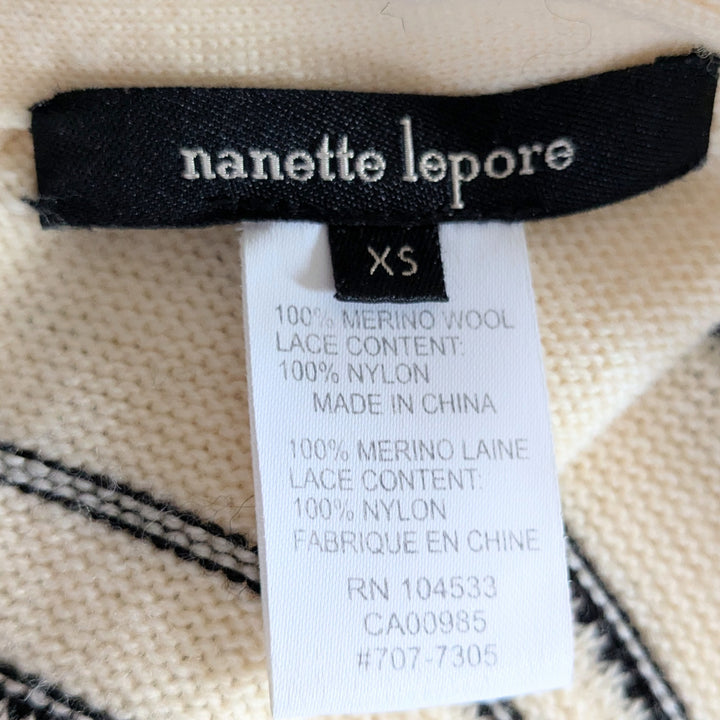 nanette lepore
XS
100% MERINO WOOL
LACE CONTENT:
100% NYLON
MADE IN CHINA
100% MERINO LAINE
LACE CONTENT:
100% NYLON
FABRIQUE EN CHINE
RN 104533
CA00985
#707-7305